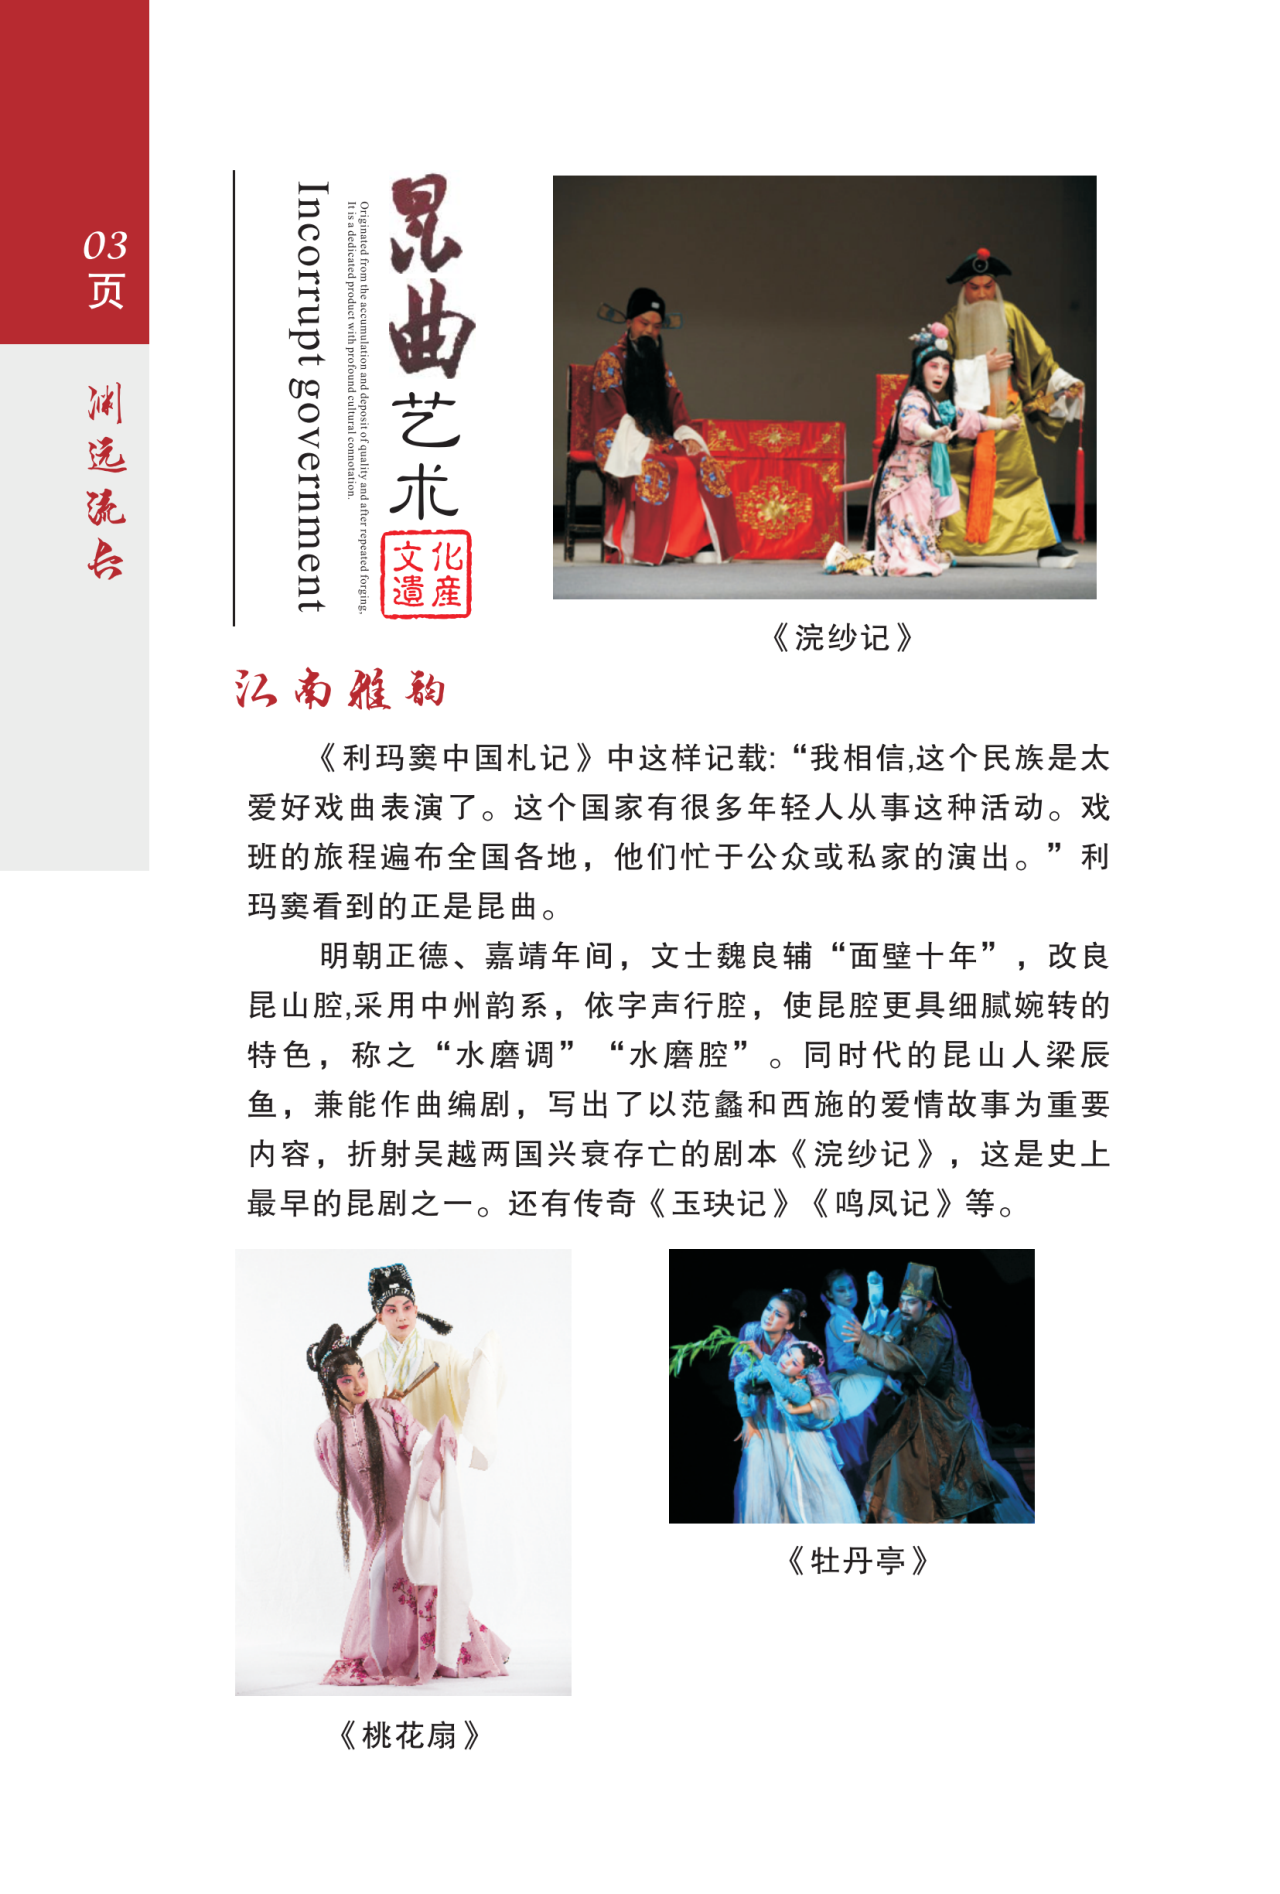 03
页
渊远流长
昆曲艺术
文化
遗産
Originated from the accumulation and deposit of quality and after repeated forging,
It is a dedicated product with profound cultural connotation.
Incorrupt government
《浣纱记》
江南雅韵
《利玛窦中国札记》中这样记载:“我相信,这个民族是太
爱好戏曲表演了。这个国家有很多年轻人从事这种活动。戏
班的旅程遍布全国各地，他们忙于公众或私家的演出。”利
玛窦看到的正是昆曲。
明朝正德、嘉靖年间，文士魏良辅“面壁十年”，改良
昆山腔,采用中州韵系，依字声行腔，使昆腔更具细腻婉转的
特色，称之“水磨调”“水磨腔”。同时代的昆山人梁辰
鱼，兼能作曲编剧，写出了以范蠡和西施的爱情故事为重要
内容，折射吴越两国兴衰存亡的剧本《浣纱记》，这是史上
最早的昆剧之一。还有传奇《玉玦记》《鸣凤记》等。
《牡丹亭》
《桃花扇》